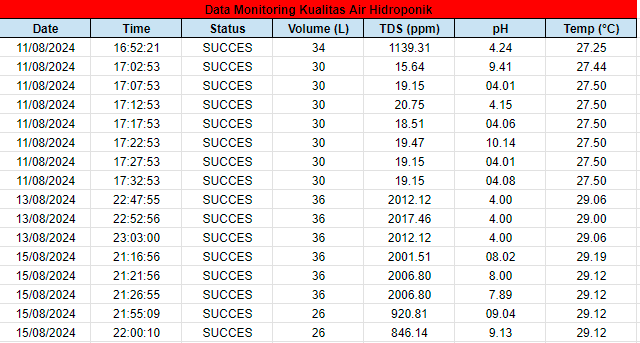 Data Monitoring Kualitas Air Hidroponik
Date Time Status Volume (L) TDS (ppm) pH Temp (°C)
11/08/2024 16:52:21 SUCCES 34 1139.31 4.24 27.25
11/08/2024 17:02:53 SUCCES 30 15.64 9.41 27.44
11/08/2024 17:07:53 SUCCES 30 19.15 04.01 27.50
11/08/2024 17:12:53 SUCCES 30 20.75 4.15 27.50
11/08/2024 17:17:53 SUCCES 30 18.51 04.06 27.50
11/08/2024 17:22:53 SUCCES 30 19.47 10.14 27.50
11/08/2024 17:27:53 SUCCES 30 19.15 04.01 27.50
11/08/2024 17:32:53 SUCCES 30 19.15 04.08 27.50
13/08/2024 22:47:55 SUCCES 36 2012.12 4.00 29.06
13/08/2024 22:52:56 SUCCES 36 2017.46 4.00 29.00
13/08/2024 23:03:00 SUCCES 36 2012.12 4.00 29.06
15/08/2024 21:16:56 SUCCES 36 2001.51 08.02 29.19
15/08/2024 21:21:56 SUCCES 36 2006.80 8.00 29.12
15/08/2024 21:26:55 SUCCES 36 2006.80 7.89 29.12
15/08/2024 21:55:09 SUCCES 26 920.81 09.04 29.12
15/08/2024 22:00:10 SUCCES 26 846.14 9.13 29.12